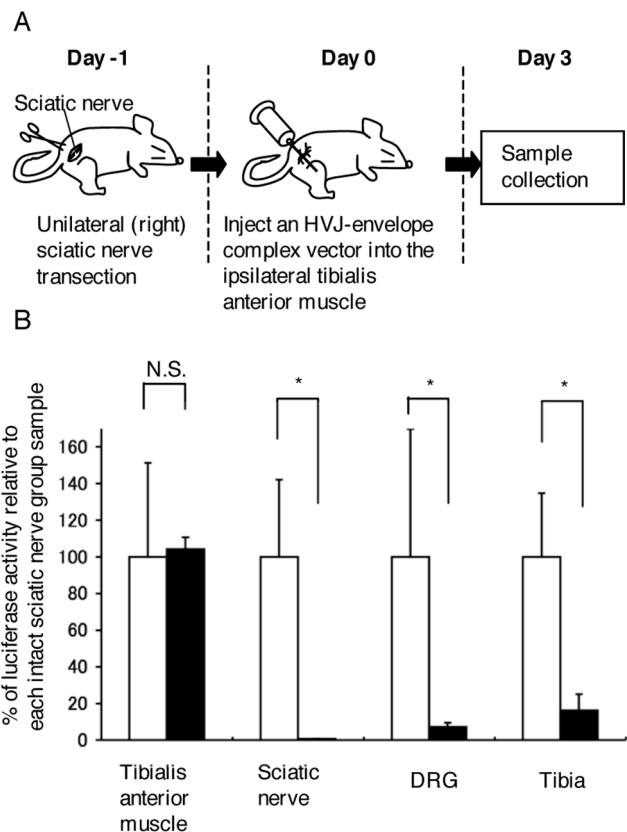 A
Day -1
Day 0
Day 3
Sciatic nerve
Sample
collection
Unilateral (right)
sciatic nerve
transection
Inject an HVJ-envelope
complex vector into the
ipsilateral tibialis
anterior muscle
B
N.S.
*
*
*
% of luciferase activity relative to
each intact sciatic nerve group sample
160
140
120
100
80
60
40
20
0
Tibialis
anterior
muscle
Sciatic
nerve
DRG
Tibia